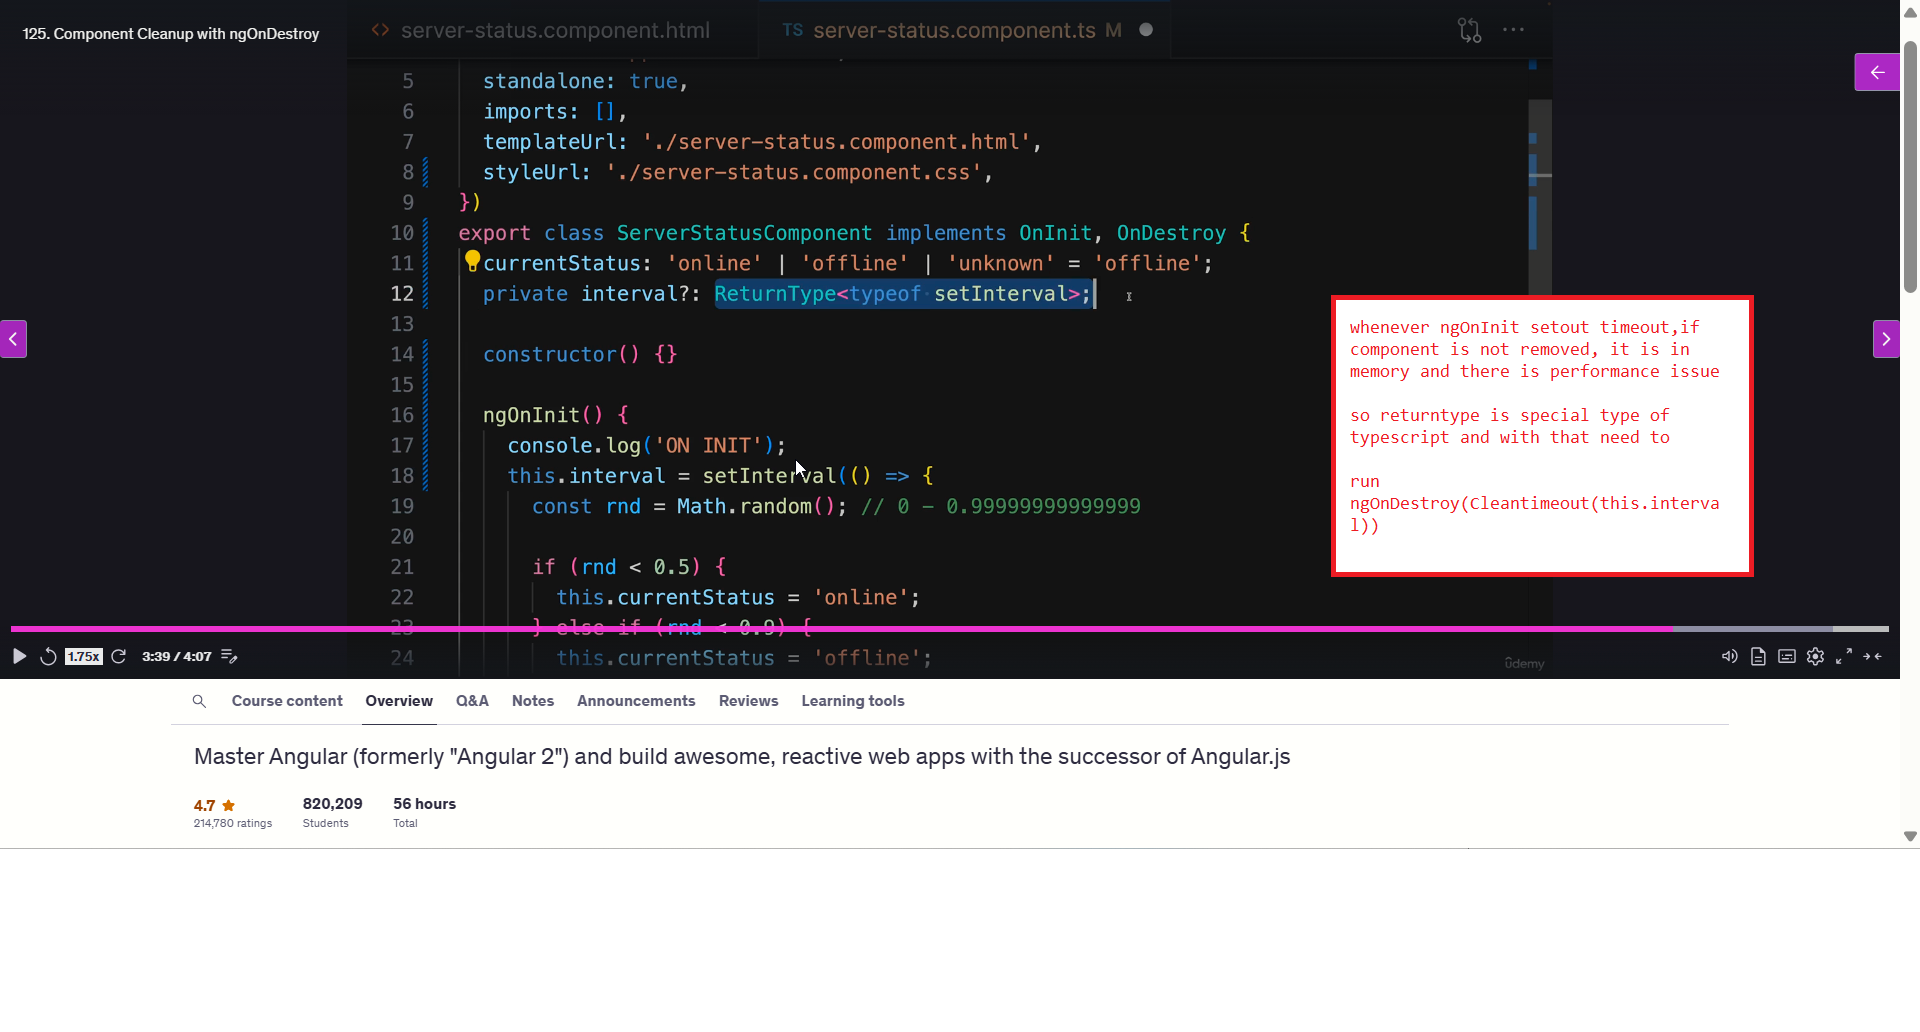 125. Component Cleanup with ngOnDestroy
<> server-status.component.html
TS server-status.component.ts M
5 standalone: true,
6 imports: [],
7 templateUrl: './server-status.component.html',
8 styleUrl: './server-status.component.css',
9 })
10 export class ServerStatusComponent implements OnInit, OnDestroy {
11 currentStatus: 'online' | 'offline' | 'unknown' = 'offline';
12 private interval?: ReturnType<typeof setInterval>;
13
14 constructor() {}
15
16 ngOnInit() {
17 console.log('ON INIT');
18 this.interval = setInterval(() => {
19 const rnd = Math.random(); // 0 - 0.99999999999999
20
21 if (rnd < 0.5) {
22 this.currentStatus = 'online';
23 } else if (rnd < 0.9) {
24 this.currentStatus = 'offline';
whenever ngOnInit setout timeout,if
component is not removed, it is in
memory and there is performance issue
so returntype is special type of
typescript and with that need to
run
ngOnDestroy(Cleantimeout(this.interva
l))
1.75x 3:39 / 4:07
ûdemy
Course content Overview Q&A Notes Announcements Reviews Learning tools
Master Angular (formerly "Angular 2") and build awesome, reactive web apps with the successor of Angular.js
4.7 820,209 56 hours
214,780 ratings Students Total